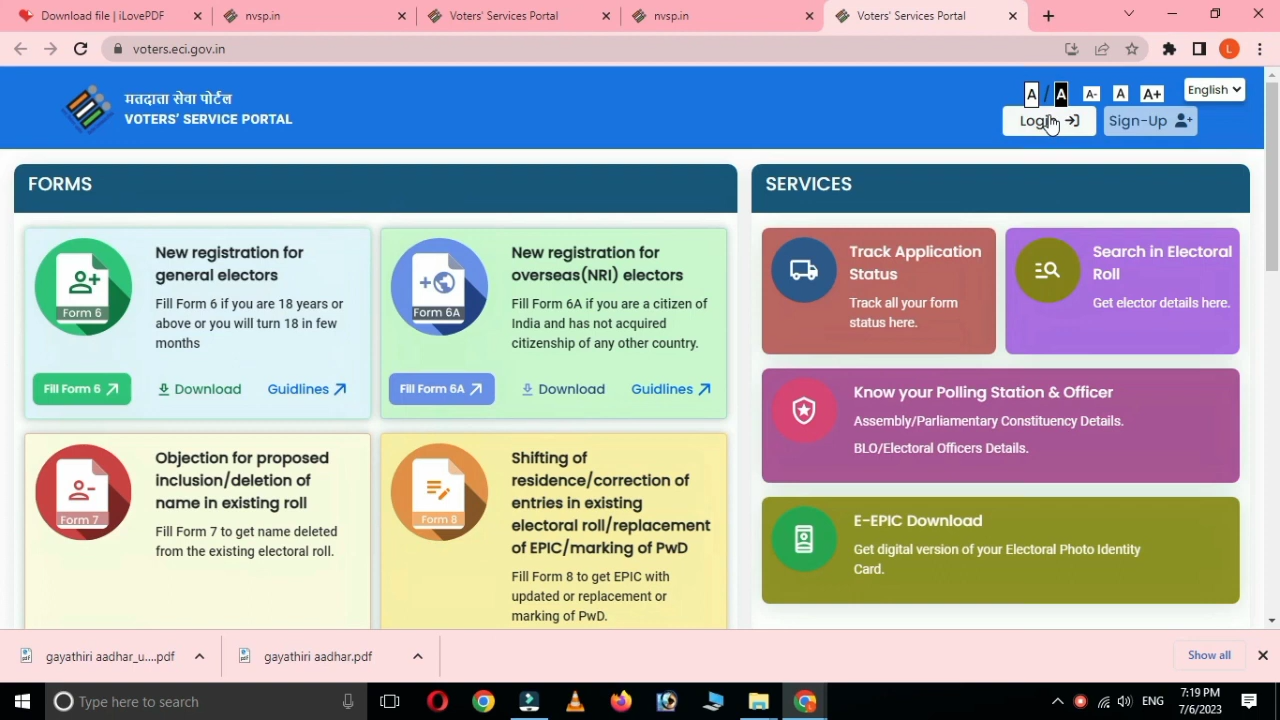 Download file | iLovePDF
nvsp.in
Voters' Services Portal
nvsp.in
Voters' Services Portal
voters.eci.gov.in
L
मतदाता सेवा पोर्टल
VOTERS' SERVICE PORTAL
A / A A- A A+
English
Login
Sign-Up
FORMS
New registration for
general electors
Fill Form 6 if you are 18 years or
above or you will turn 18 in few
months
Form 6
Fill Form 6
Download
Guidlines
New registration for
overseas(NRI) electors
Fill Form 6A if you are a citizen of
India and has not acquired
citizenship of any other country.
Form 6A
Fill Form 6A
Download
Guidlines
Objection for proposed
inclusion/deletion of
name in existing roll
Fill Form 7 to get name deleted
from the existing electoral roll.
Form 7
Shifting of
residence/correction of
entries in existing
electoral roll/replacement
of EPIC/marking of PwD
Fill Form 8 to get EPIC with
updated or replacement or
marking of PwD.
Form 8
SERVICES
Track Application
Status
Track all your form
status here.
Search in Electoral
Roll
Get elector details here.
Know your Polling Station & Officer
Assembly/Parliamentary Constituency Details.
BLO/Electoral Officers Details.
E-EPIC Download
Get digital version of your Electoral Photo Identity
Card.
gayathiri aadhar_u....pdf
gayathiri aadhar.pdf
Show all
Type here to search
ENG
7:19 PM
7/6/2023